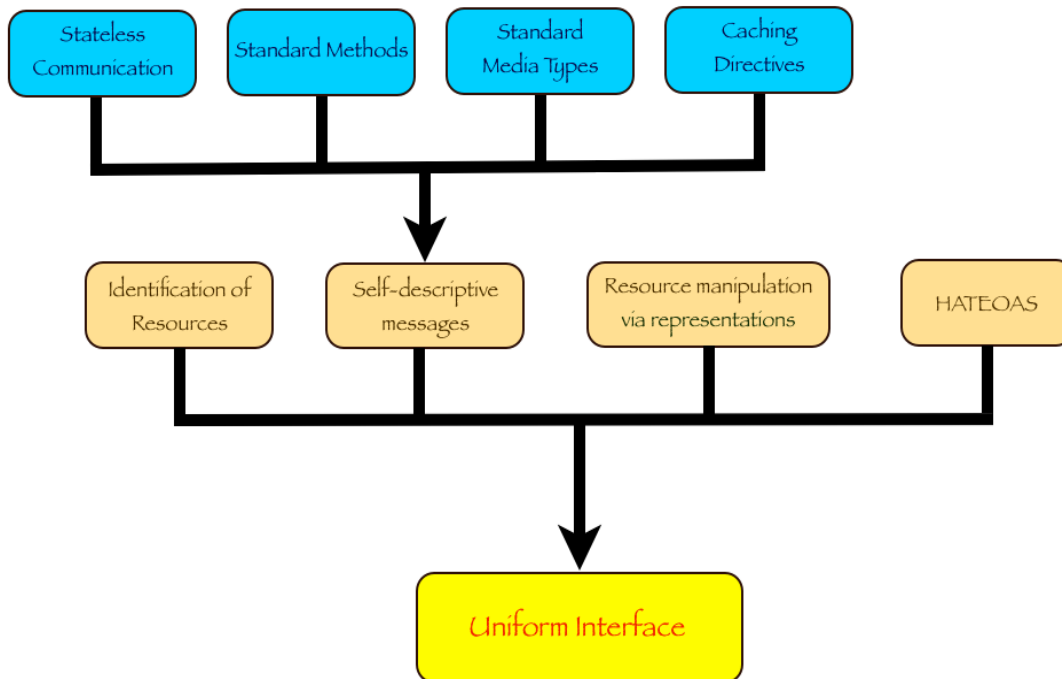 Stateless
Communication
Standard Methods
Standard
Media Types
Caching
Directives
Identification of
Resources
Self-descriptive
messages
Resource manipulation
via representations
HATEOAS
Uniform Interface